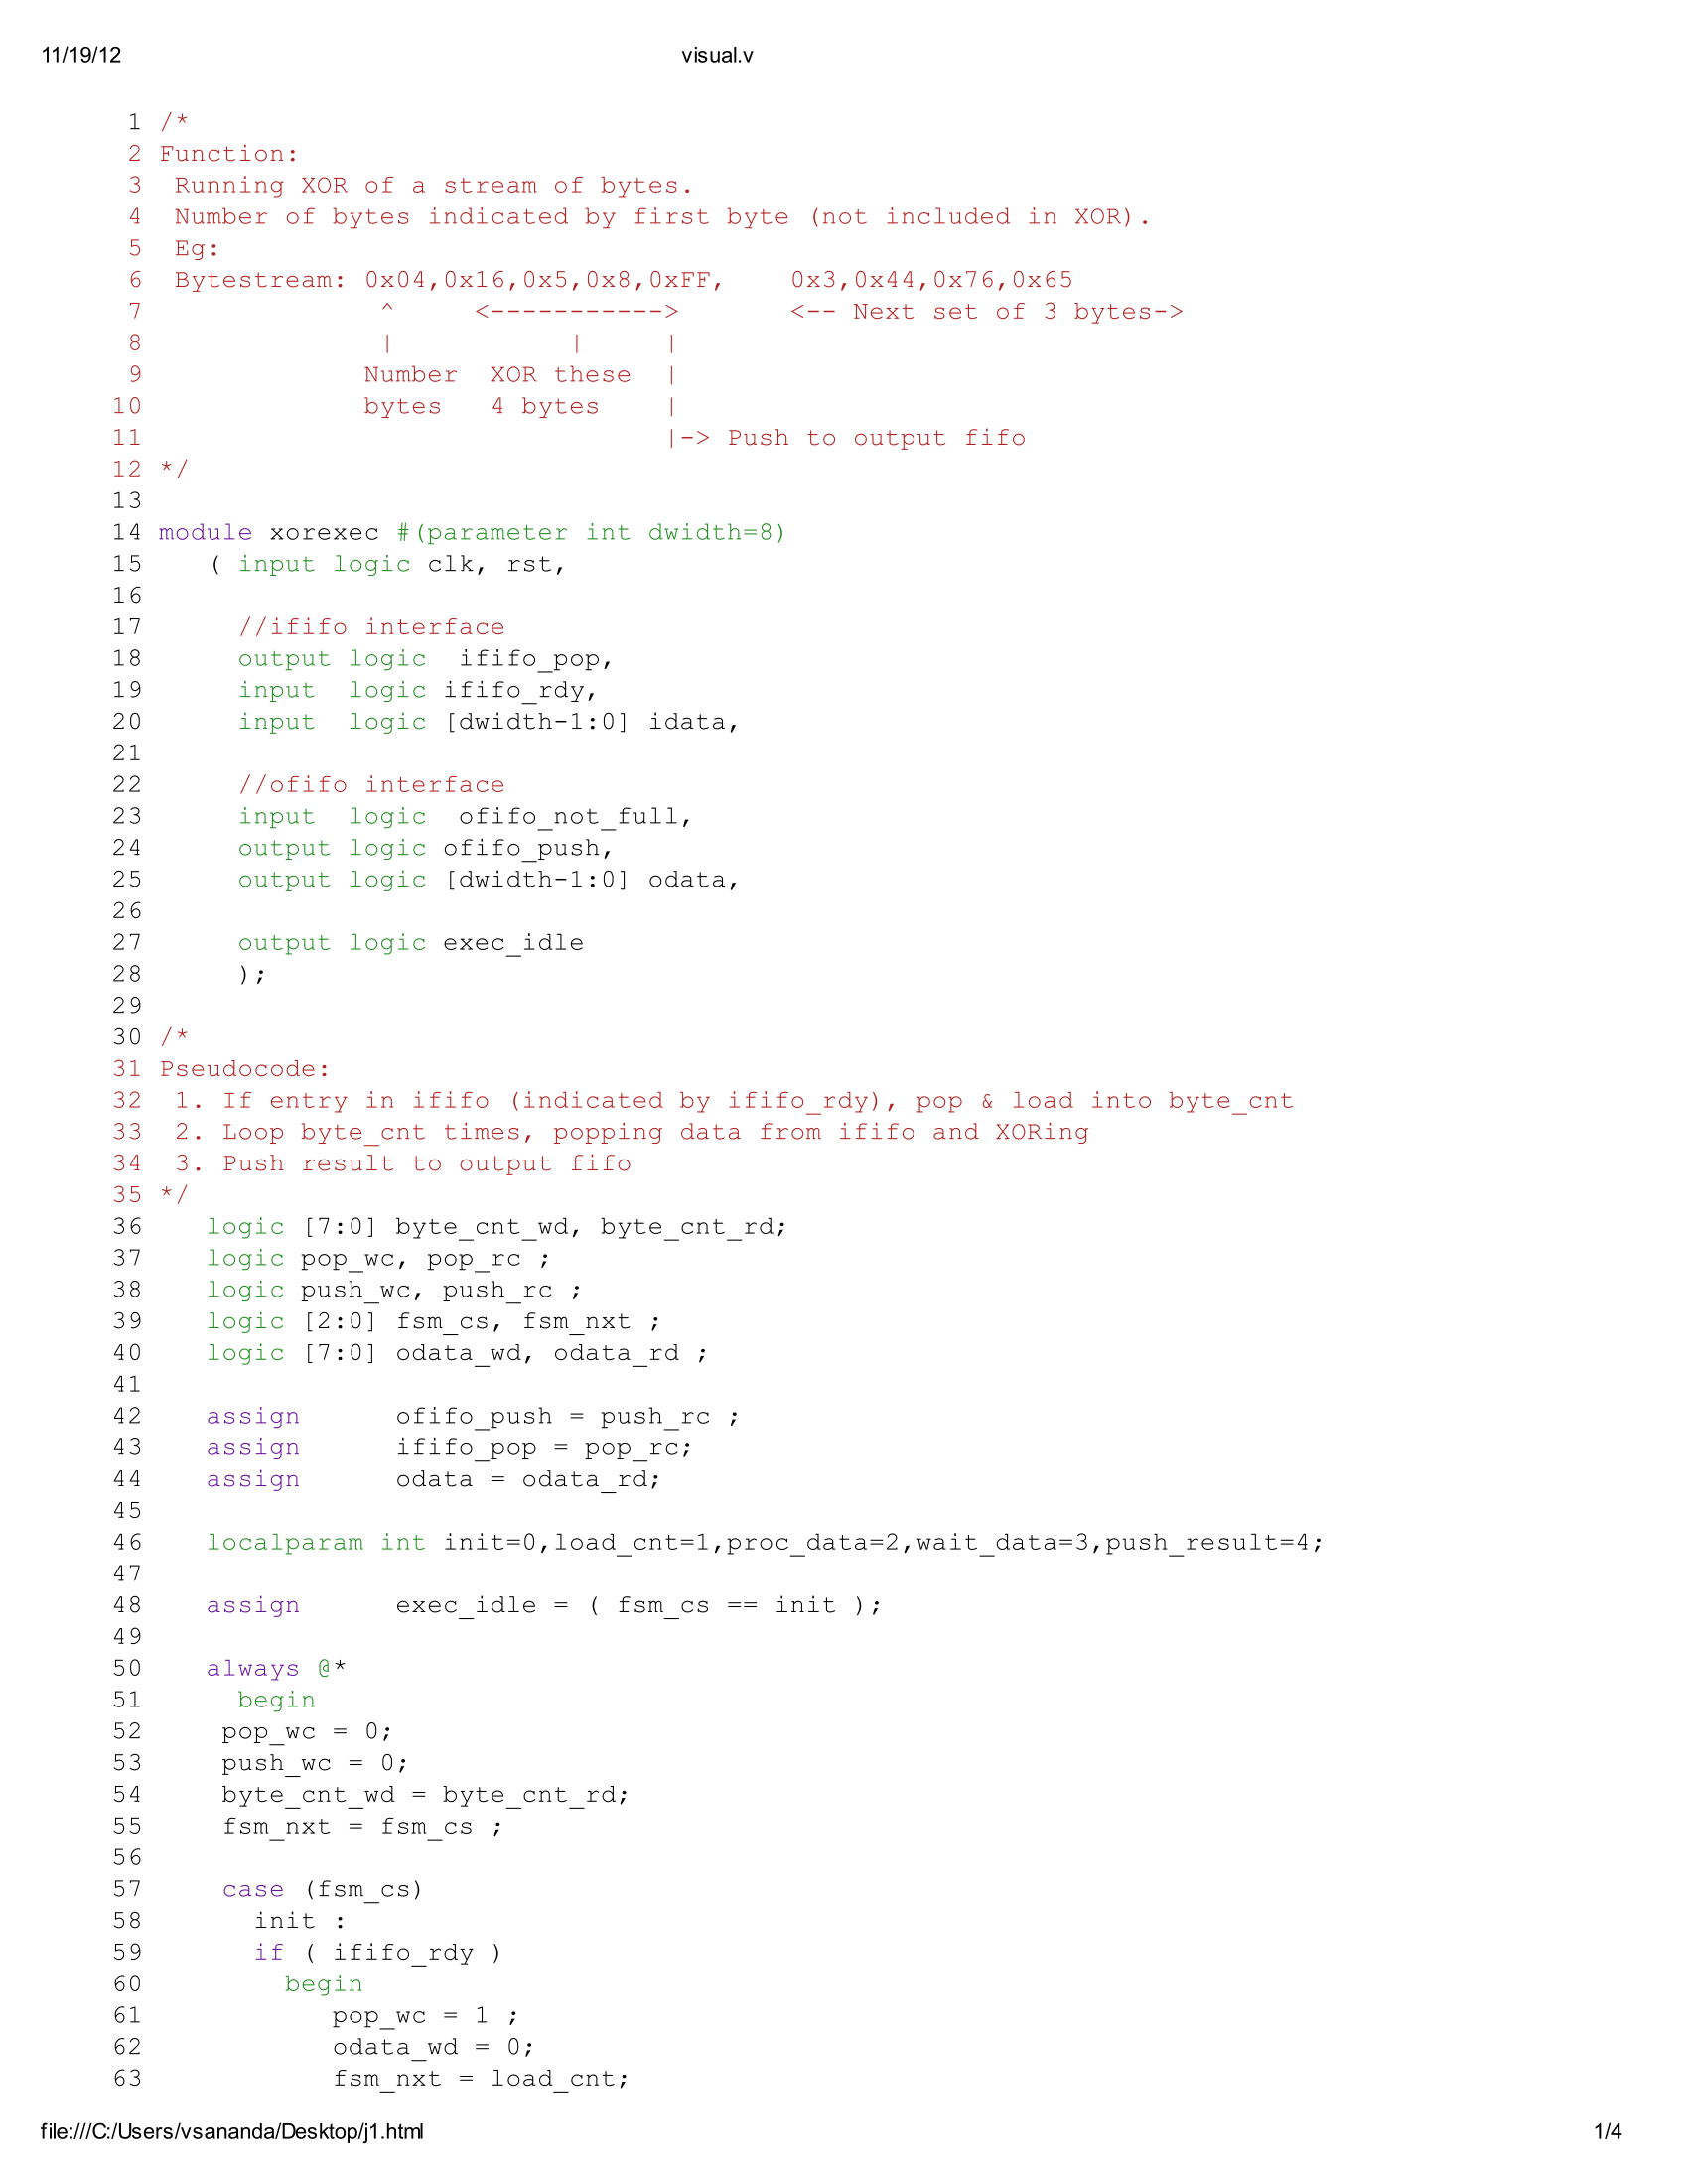 11/19/12 visual.v
1 /*
2 Function:
3  Running XOR of a stream of bytes.
4  Number of bytes indicated by first byte (not included in XOR).
5  Eg:
6  Bytestream: 0x04,0x16,0x5,0x8,0xFF,    0x3,0x44,0x76,0x65
7               ^     <----------->       <-- Next set of 3 bytes->
8               |           |     |
9              Number  XOR these  |
10              bytes   4 bytes    |
11                                 |-> Push to output fifo
12 */
13
14 module xorexec #(parameter int dwidth=8)
15    ( input logic clk, rst,
16
17      //ififo interface
18      output logic  ififo_pop,
19      input  logic ififo_rdy,
20      input  logic [dwidth-1:0] idata,
21
22      //ofifo interface
23      input  logic  ofifo_not_full,
24      output logic ofifo_push,
25      output logic [dwidth-1:0] odata,
26
27      output logic exec_idle
28      );
29
30 /*
31 Pseudocode:
32  1. If entry in ififo (indicated by ififo_rdy), pop & load into byte_cnt
33  2. Loop byte_cnt times, popping data from ififo and XORing
34  3. Push result to output fifo
35 */
36    logic [7:0] byte_cnt_wd, byte_cnt_rd;
37    logic pop_wc, pop_rc ;
38    logic push_wc, push_rc ;
39    logic [2:0] fsm_cs, fsm_nxt ;
40    logic [7:0] odata_wd, odata_rd ;
41
42    assign      ofifo_push = push_rc ;
43    assign      ififo_pop = pop_rc;
44    assign      odata = odata_rd;
45
46    localparam int init=0,load_cnt=1,proc_data=2,wait_data=3,push_result=4;
47
48    assign      exec_idle = ( fsm_cs == init );
49
50    always @*
51      begin
52     pop_wc = 0;
53     push_wc = 0;
54     byte_cnt_wd = byte_cnt_rd;
55     fsm_nxt = fsm_cs ;
56
57     case (fsm_cs)
58       init :
59       if ( ififo_rdy )
60         begin
61            pop_wc = 1 ;
62            odata_wd = 0;
63            fsm_nxt = load_cnt;
file:///C:/Users/vsananda/Desktop/j1.html 1/4